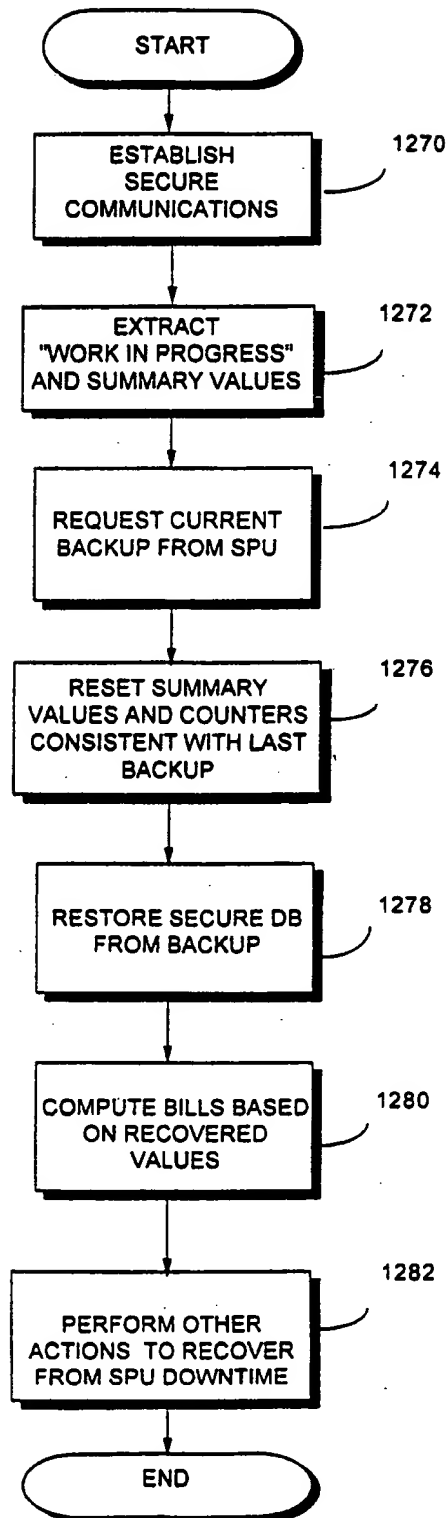 START
ESTABLISH
SECURE
COMMUNICATIONS
1270
EXTRACT
"WORK IN PROGRESS"
AND SUMMARY VALUES
1272
REQUEST CURRENT
BACKUP FROM SPU
1274
RESET SUMMARY
VALUES AND COUNTERS
CONSISTENT WITH LAST
BACKUP
1276
RESTORE SECURE DB
FROM BACKUP
1278
COMPUTE BILLS BASED
ON RECOVERED
VALUES
1280
PERFORM OTHER
ACTIONS TO RECOVER
FROM SPU DOWNTIME
1282
END